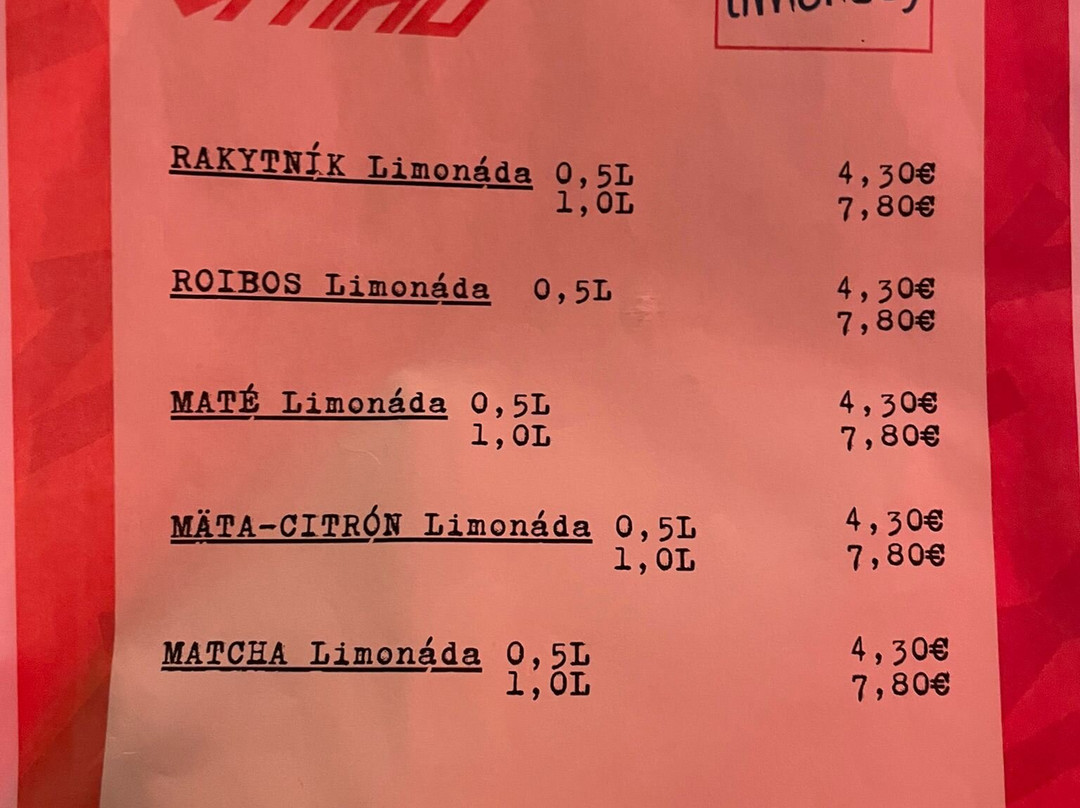 RAKYTNÍK Limonáda 0,5L 4,30€
1,0L 7,80€
ROIBOS Limonáda 0,5L 4,30€
7,80€
MATÉ Limonáda 0,5L 4,30€
1,0L 7,80€
MÄTA-CITRÓN Limonáda 0,5L 4,30€
1,0L 7,80€
MATCHA Limonáda 0,5L 4,30€
1,0L 7,80€